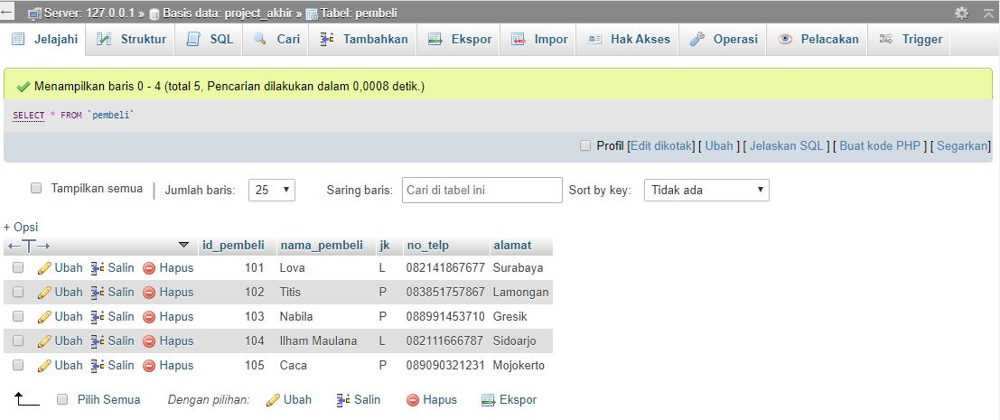 Server: 127.0.0.1 » Basis data: project_akhir » Tabel: pembeli
Jelajahi Struktur SQL Cari Tambahkan Ekspor Impor Hak Akses Operasi Pelacakan Trigger
Menampilkan baris 0 - 4 (total 5, Pencarian dilakukan dalam 0,0008 detik.)
SELECT * FROM `pembeli`
Profil [Edit dikotak] [ Ubah ] [ Jelaskan SQL ] [ Buat kode PHP ] [ Segarkan]
Tampilkan semua | Jumlah baris: 25 Saring baris: Cari di tabel ini Sort by key: Tidak ada
+ Opsi
id_pembeli nama_pembeli jk no_telp alamat
Ubah Salin Hapus 101 Lova L 082141867677 Surabaya
Ubah Salin Hapus 102 Titis P 083851757867 Lamongan
Ubah Salin Hapus 103 Nabila P 088991453710 Gresik
Ubah Salin Hapus 104 Ilham Maulana L 082111666787 Sidoarjo
Ubah Salin Hapus 105 Caca P 089090321231 Mojokerto
Pilih Semua Dengan pilihan: Ubah Salin Hapus Ekspor